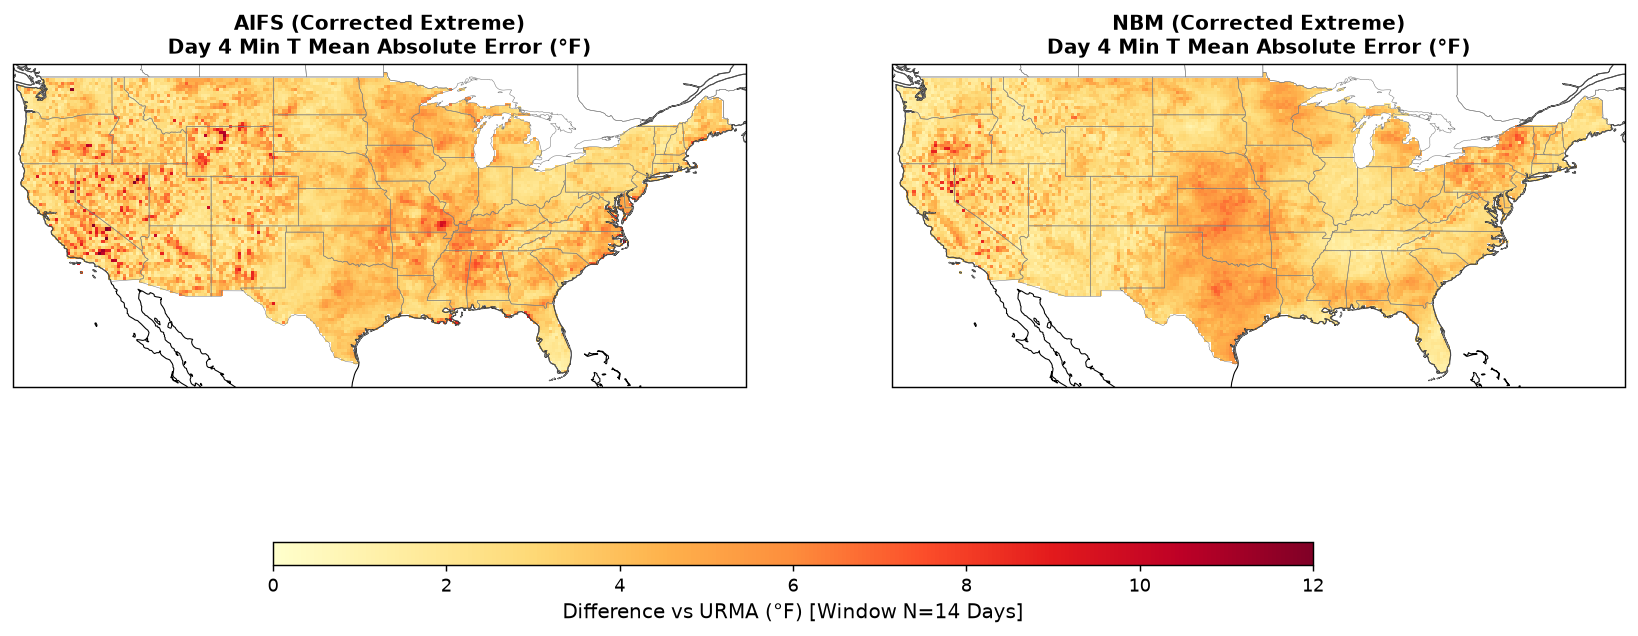 AIFS (Corrected Extreme)
Day 4 Min T Mean Absolute Error (°F)
NBM (Corrected Extreme)
Day 4 Min T Mean Absolute Error (°F)
0 2 4 6 8 10 12
Difference vs URMA (°F) [Window N=14 Days]